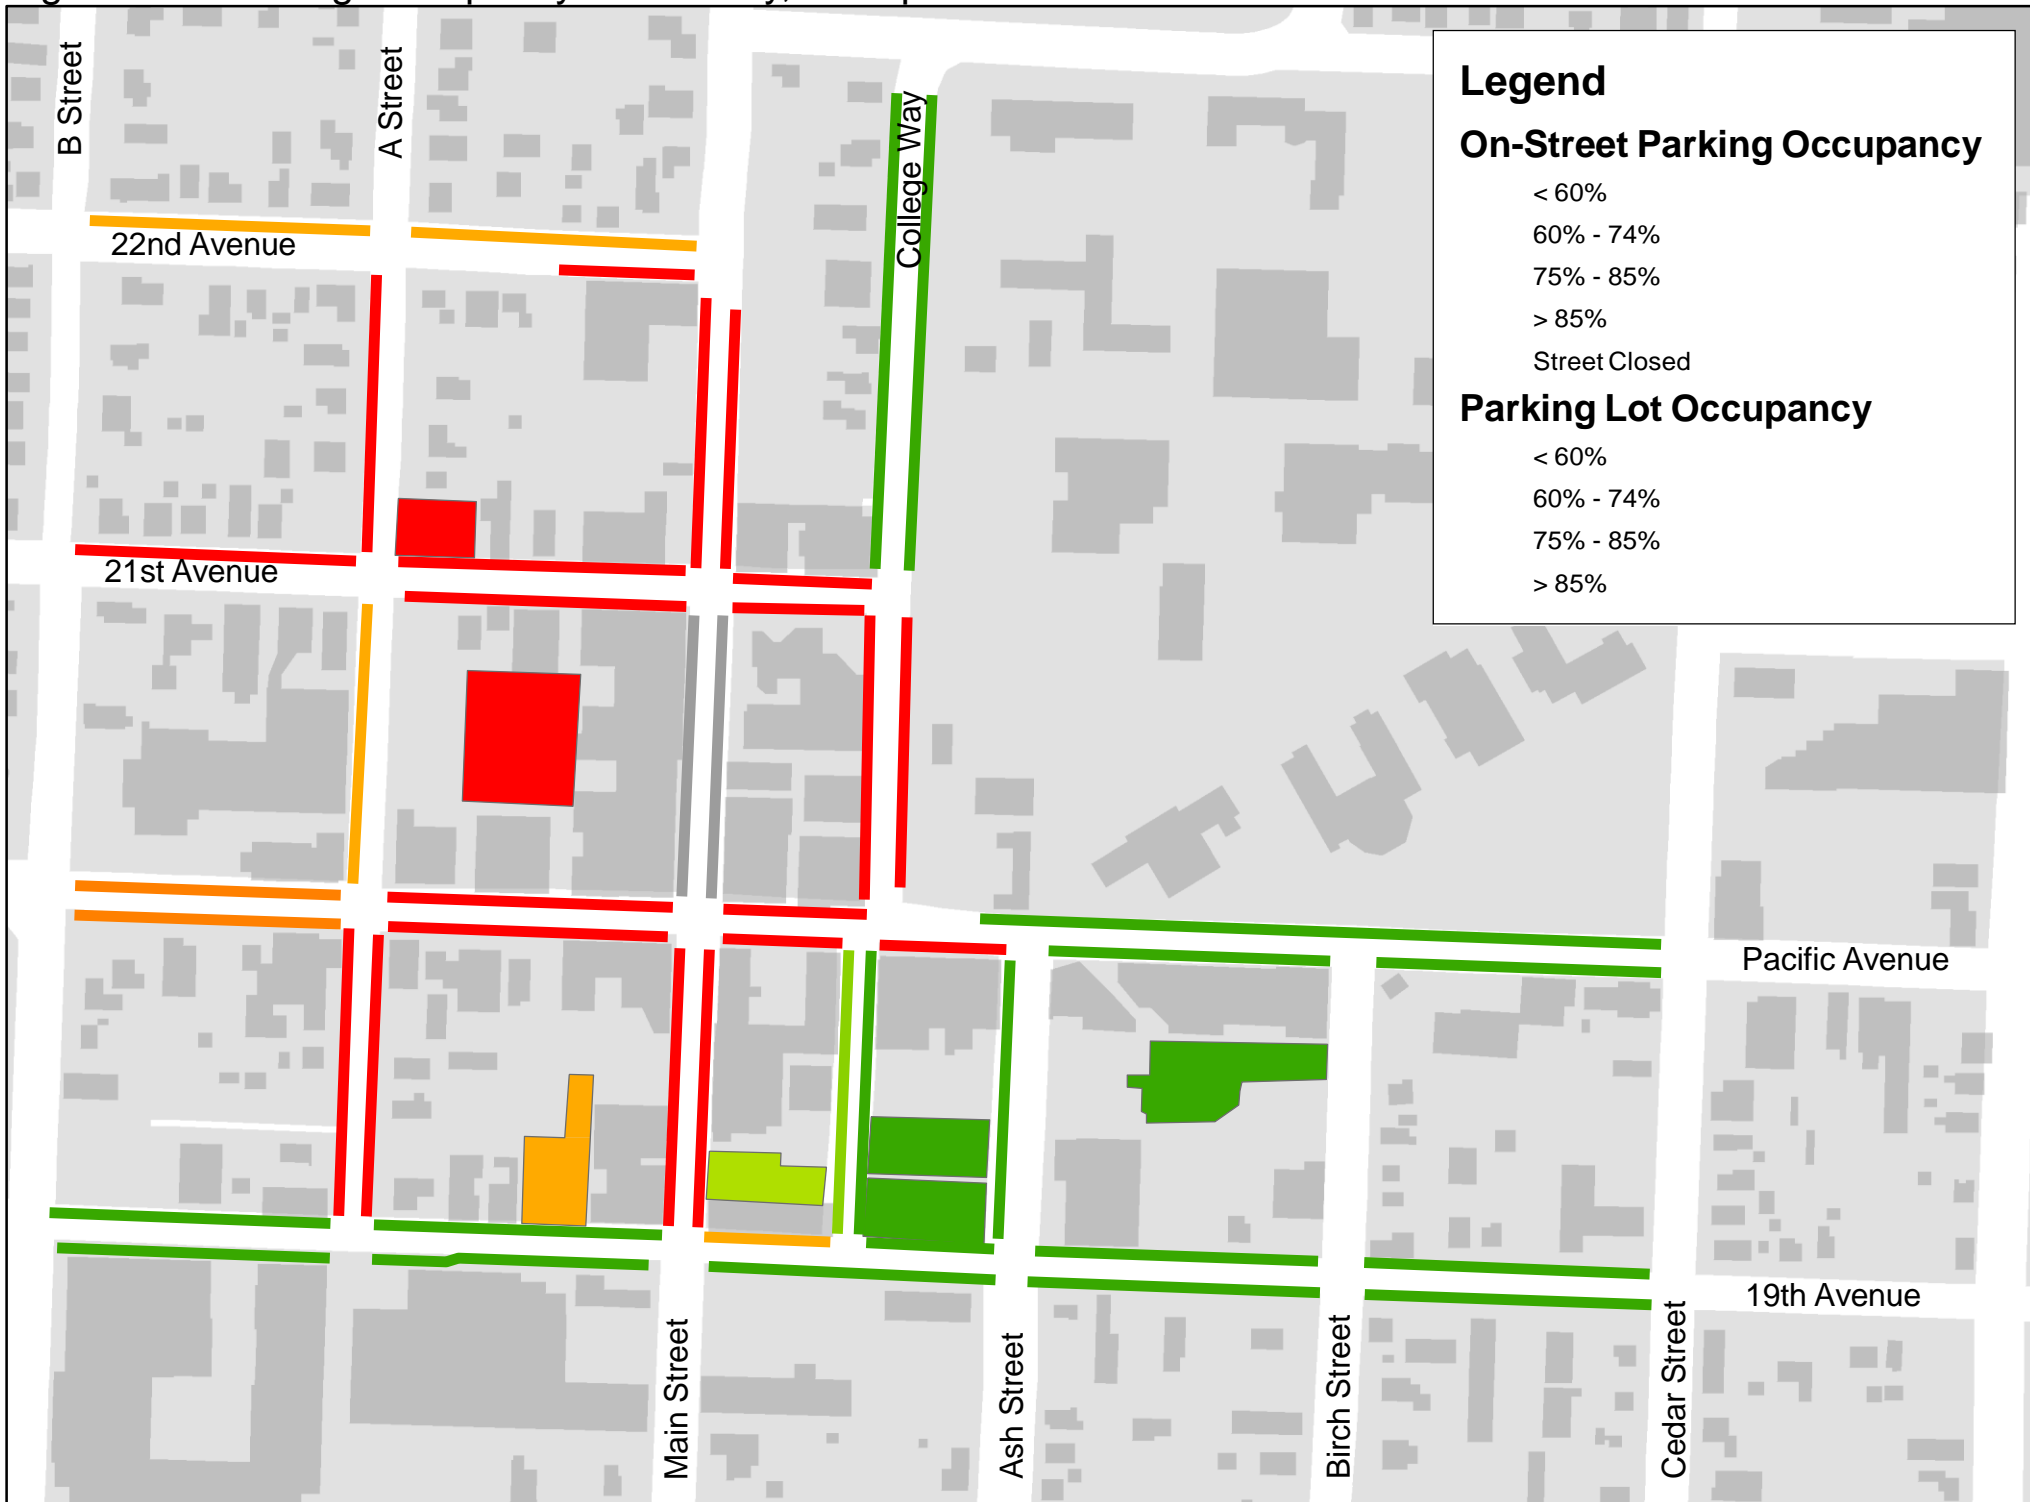 B Street
A Street
College Way
22nd Avenue
21st Avenue
Pacific Avenue
19th Avenue
Main Street
Ash Street
Birch Street
Cedar Street
Legend
On-Street Parking Occupancy
< 60%
60% - 74%
75% - 85%
> 85%
Street Closed
Parking Lot Occupancy
< 60%
60% - 74%
75% - 85%
> 85%